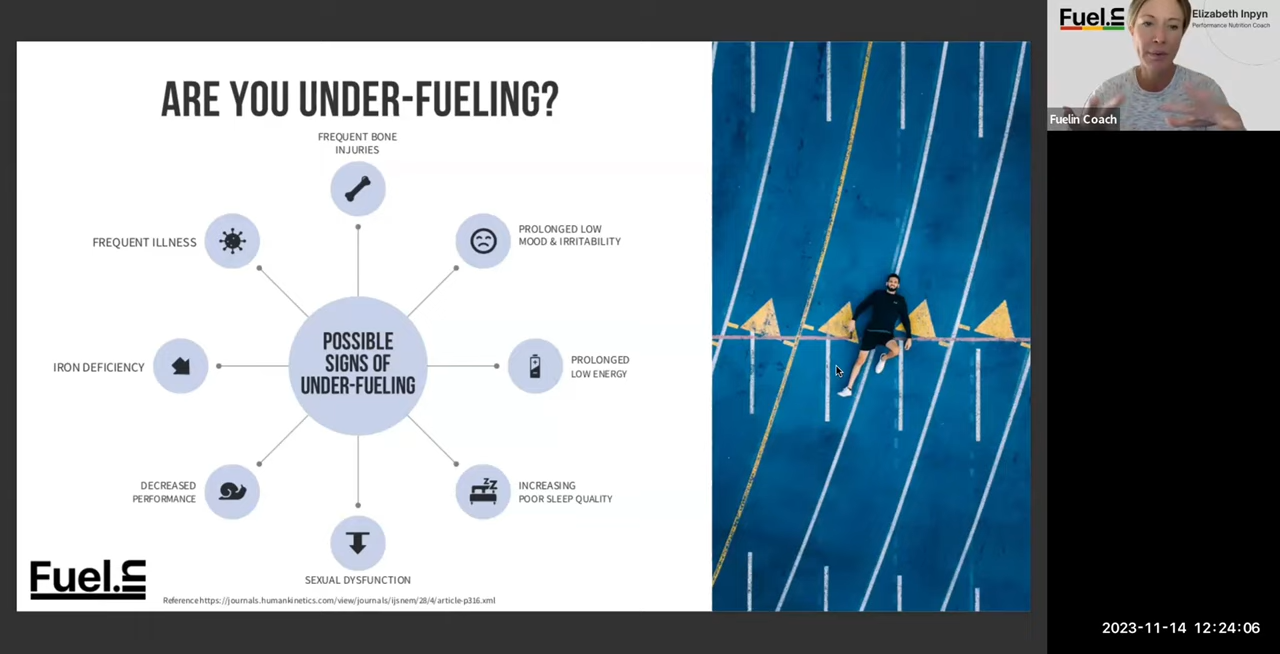 ARE YOU UNDER-FUELING?
FREQUENT BONE
INJURIES
FREQUENT ILLNESS
PROLONGED LOW
MOOD & IRRITABILITY
IRON DEFICIENCY
POSSIBLE
SIGNS OF
UNDER-FUELING
PROLONGED
LOW ENERGY
DECREASED
PERFORMANCE
INCREASING
POOR SLEEP QUALITY
SEXUAL DYSFUNCTION
Fuel.in
Reference https://journals.humankinetics.com/view/journals/ijsnem/28/4/article-p316.xml
Fuel.in
Elizabeth Inpyn
Performance Nutrition Coach
Fuelin Coach
2023-11-14 12:24:06